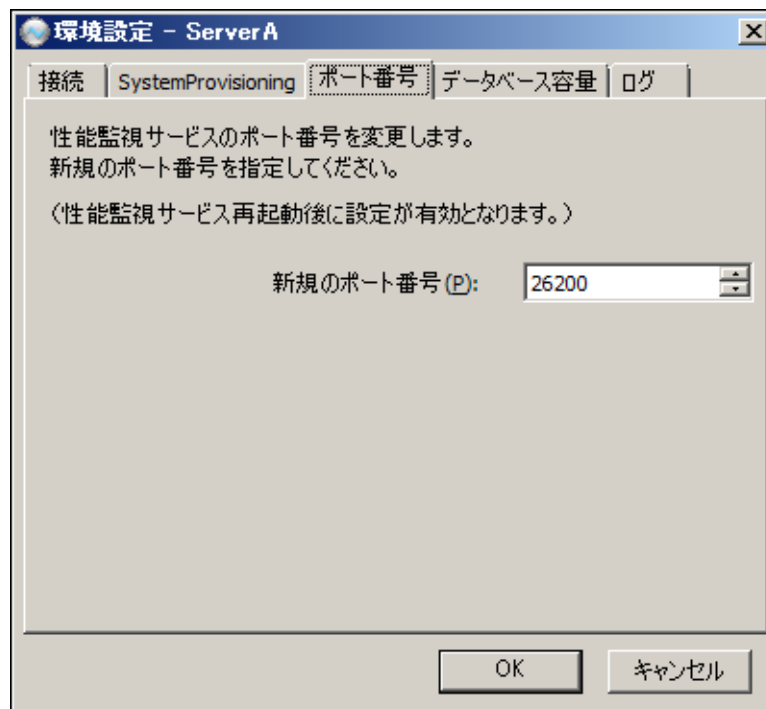 環境設定 - ServerA
接続 SystemProvisioning ポート番号 データベース容量 ログ
性能監視サービスのポート番号を変更します。
新規のポート番号を指定してください。
(性能監視サービス再起動後に設定が有効となります。)
新規のポート番号(P): 26200
OK キャンセル